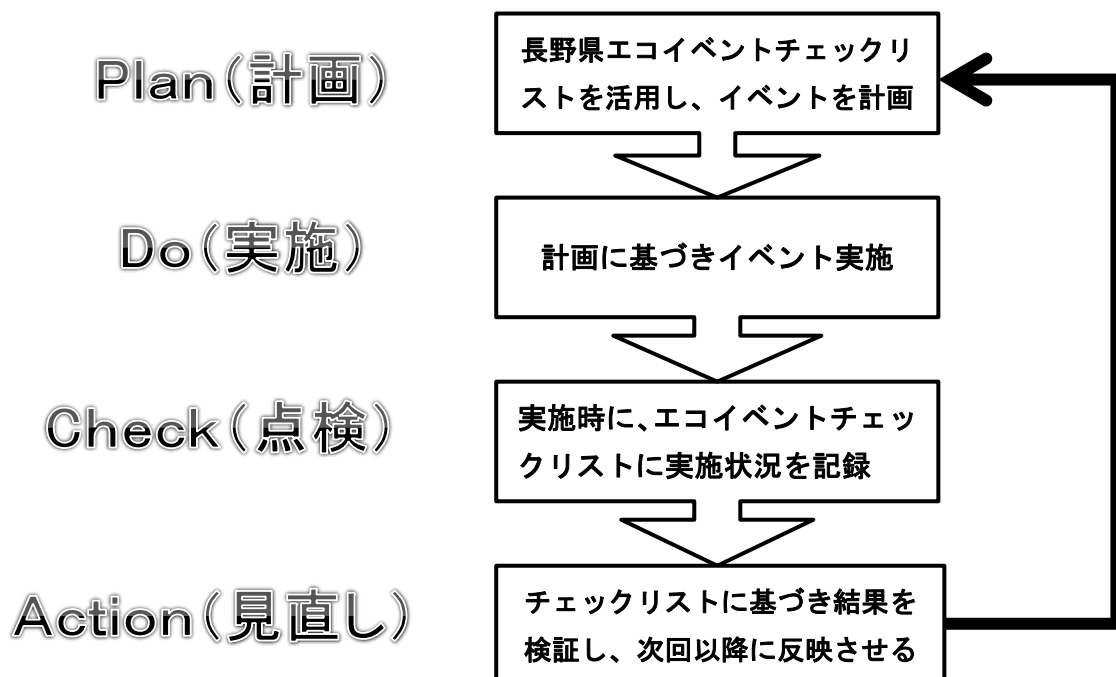 Plan(計画)
長野県エコイベントチェックリ
ストを活用し、イベントを計画
Do(実施)
計画に基づきイベント実施
Check(点検)
実施時に、エコイベントチェッ
クリストに実施状況を記録
Action(見直し)
チェックリストに基づき結果を
検証し、次回以降に反映させる